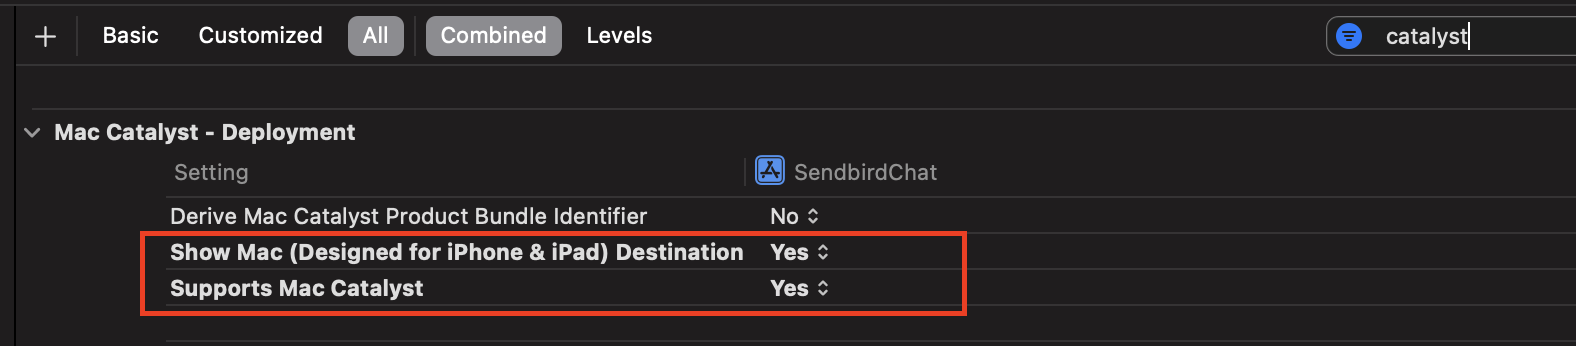 Basic Customized All Combined Levels catalyst
Mac Catalyst - Deployment
Setting SendbirdChat
Derive Mac Catalyst Product Bundle Identifier No
Show Mac (Designed for iPhone & iPad) Destination Yes
Supports Mac Catalyst Yes